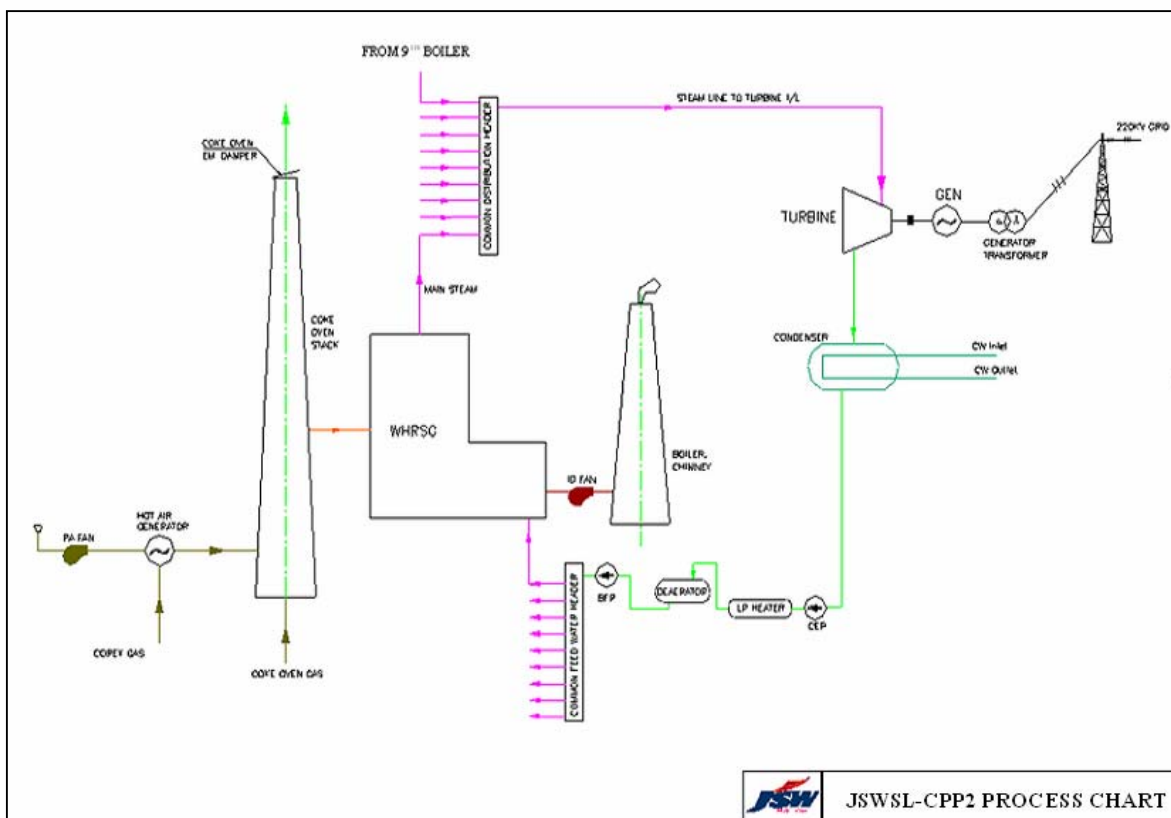 FROM 9TH BOILER
STEAM LINE TO TURBINE I/L
220KV GRID
COKE OVEN
EM DAMPER
COMMON DISTRIBUTION HEADER
GEN
TURBINE
GENERATOR
TRANSFORMER
MAIN STEAM
COKE
OVEN
STACK
CONDENSER
CW Inlet
CW Outlet
WHRSG
BOILER
CHIMNEY
ID FAN
HOT AIR
GENERATOR
PA FAN
COMMON FEED WATER HEADER
BFP
DEAERATOR
LP HEATER
CEP
COREX GAS
COKE OVEN GAS
JSW
JSWSL-CPP2 PROCESS CHART